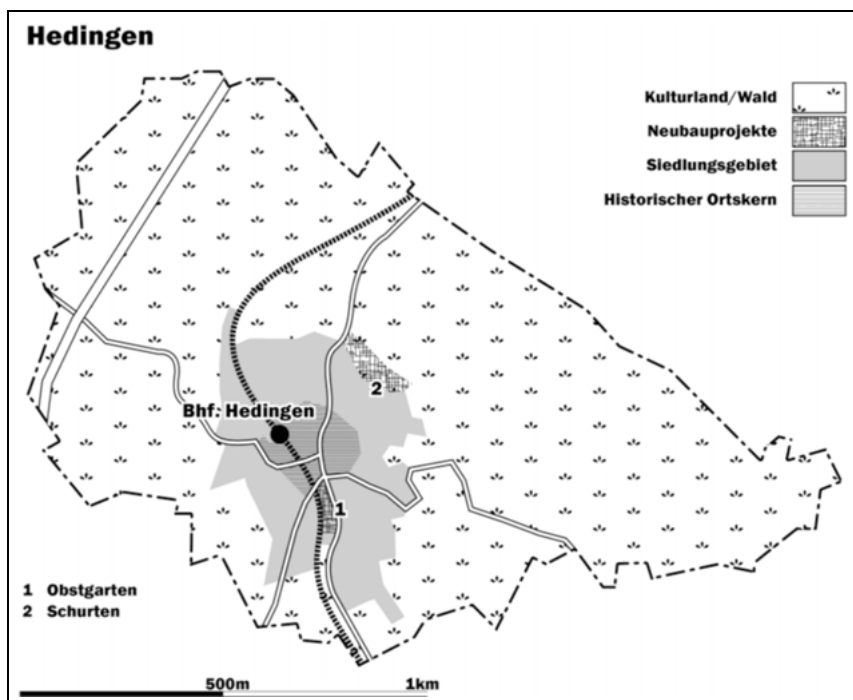 Hedingen
Kulturland/Wald
Neubauprojekte
Siedlungsgebiet
Historischer Ortskern
2
Bhf. Hedingen
1
1 Obstgarten
2 Schurten
500m 1km